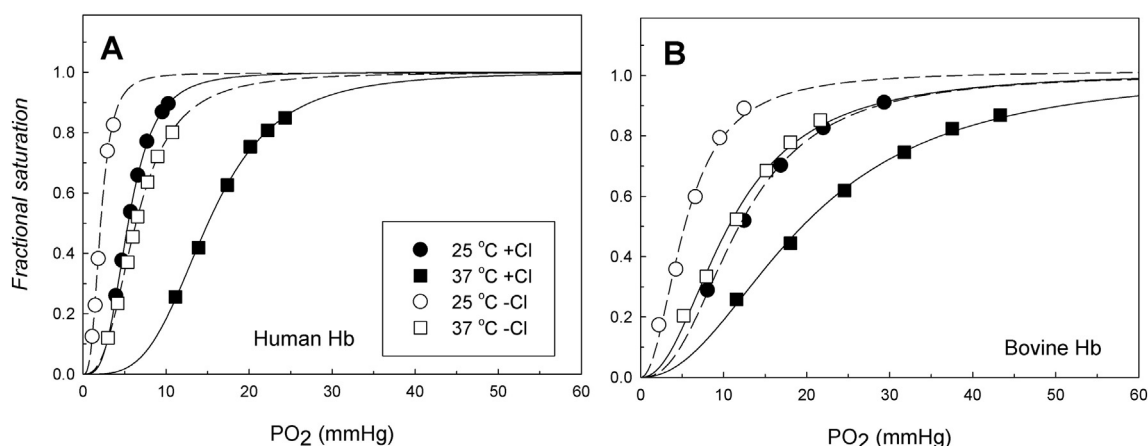 A
Fractional saturation
1.0
0.8
0.6
0.4
0.2
0.0
0 10 20 30 40 50 60
PO2 (mmHg)
Human Hb
25 °C +Cl
37 °C +Cl
25 °C -Cl
37 °C -Cl
B
1.0
0.8
0.6
0.4
0.2
0.0
0 10 20 30 40 50 60
PO2 (mmHg)
Bovine Hb